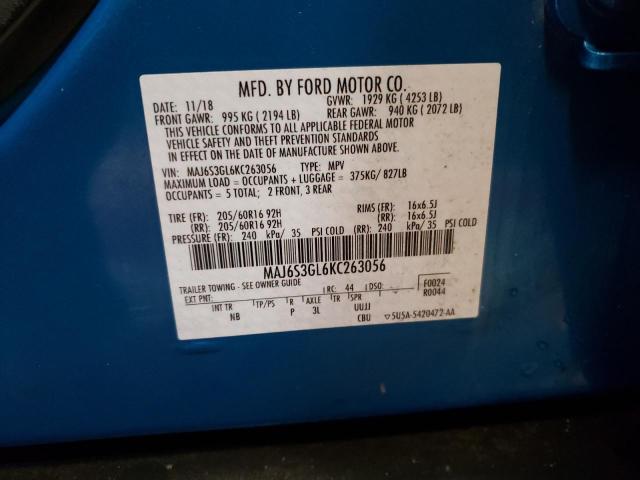 MFD. BY FORD MOTOR CO.
DATE: 11/18 GVWR: 1929 KG ( 4253 LB)
FRONT GAWR: 995 KG ( 2194 LB) REAR GAWR: 940 KG ( 2072 LB)
THIS VEHICLE CONFORMS TO ALL APPLICABLE FEDERAL MOTOR
VEHICLE SAFETY AND THEFT PREVENTION STANDARDS IN EFFECT ON
THE DATE OF MANUFACTURE SHOWN ABOVE.
VIN: MAJ6S3GL6KC263056 TYPE: MPV
MAXIMUM LOAD = OCCUPANTS + LUGGAGE = 375KG/ 827LB
OCCUPANTS = 5 TOTAL; 2 FRONT, 3 REAR
TIRE (FR): 205/60R16 92H RIMS (FR): 16x6.5J
(RR): 205/60R16 92H (RR): 16x6.5J
PRESSURE (FR): 240 kPa/ 35 PSI COLD (RR): 240 kPa/ 35 PSI COLD
MAJ6S3GL6KC263056
TRAILER TOWING - SEE OWNER GUIDE F0024
EXT PNT: RC: 44 DSO: R0044
INT TR TP/PS R AXLE TR SPR UUJJ
NB P 3L CBU ▽5U5A-5420472-AA